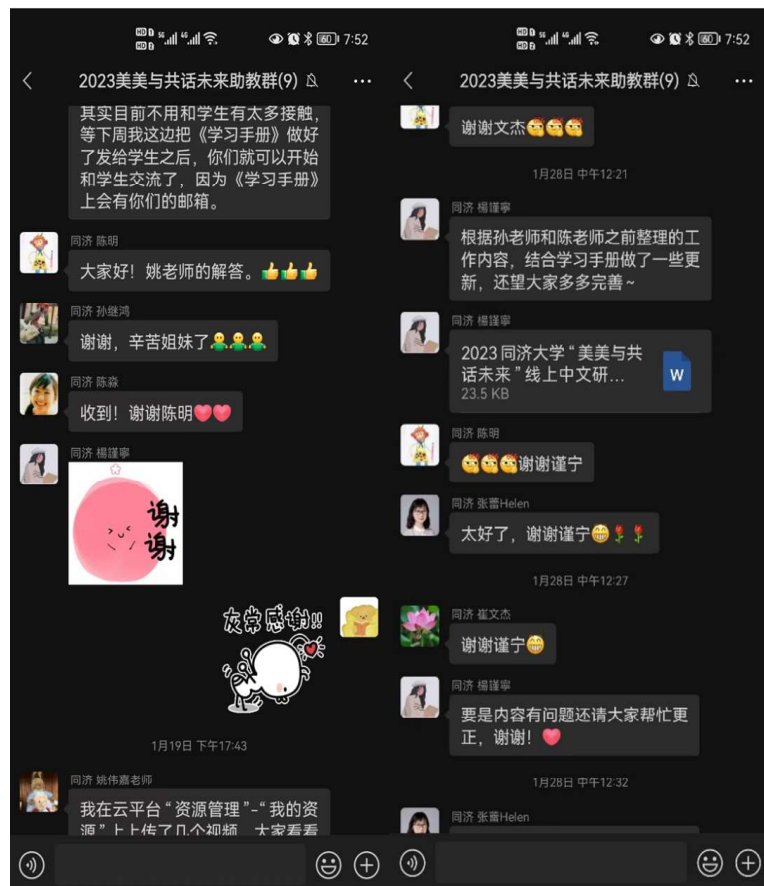 7:52
2023美美与共话未来助教群(9)
其实目前不用和学生有太多接触，
等下周我这边把《学习手册》做好
了发给学生之后，你们就可以开始
和学生交流了，因为《学习手册》
上会有你们的邮箱。
同济 陈明
大家好！姚老师的解答。
同济 孙继鸿
谢谢，辛苦姐妹了
同济 陈淼
收到！谢谢陈明
同济 楊謹寧
谢
谢
灰常感谢!!
1月19日 下午17:43
同济 姚伟嘉老师
我在云平台“资源管理”-“我的资
源”上上传了几个视频，大家看看
7:52
2023美美与共话未来助教群(9)
谢谢文杰
1月28日 中午12:21
同济 楊謹寧
根据孙老师和陈老师之前整理的工
作内容，结合学习手册做了一些更
新，还望大家多多完善~
同济 楊謹寧
2023同济大学“美美与共
话未来”线上中文研...
W
23.5 KB
同济 陈明
谢谢谨宁
同济 张蕾Helen
太好了，谢谢谨宁
1月28日 中午12:27
同济 崔文杰
谢谢谨宁
同济 楊謹寧
要是内容有问题还请大家帮忙更
正，谢谢！
1月28日 中午12:32
同济 张蕾Helen